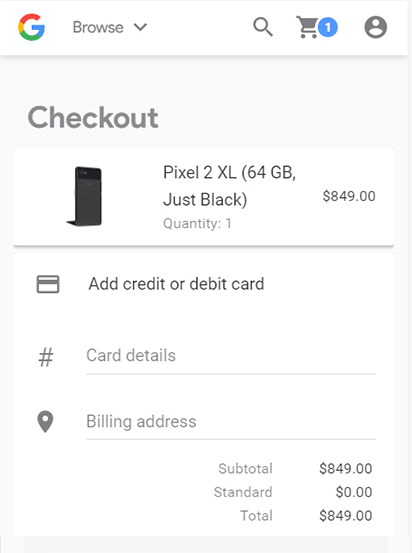 G Browse 1
Checkout
Pixel 2 XL (64 GB,
Just Black) $849.00
Quantity: 1
Add credit or debit card
# Card details
Billing address
Subtotal $849.00
Standard $0.00
Total $849.00